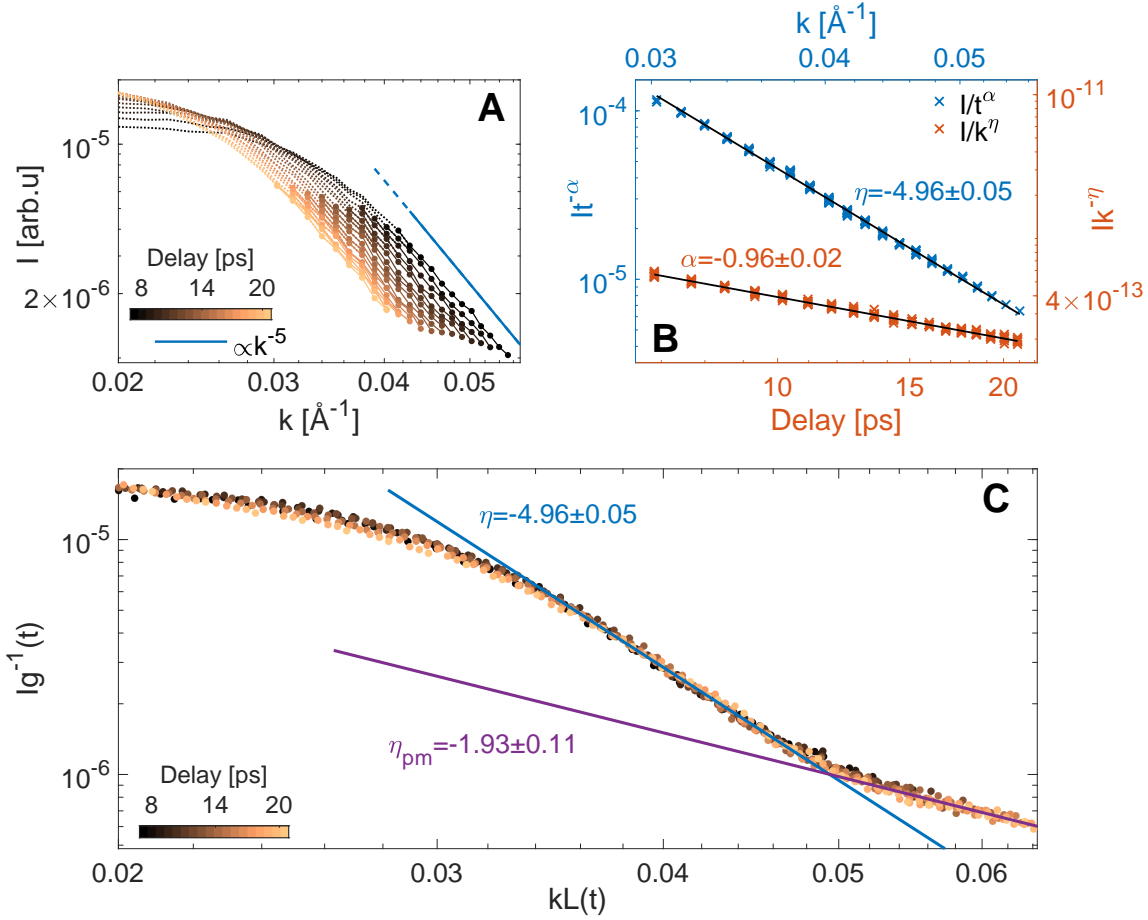 A
I [arb.u]
10⁻⁵
2×10⁻⁶
Delay [ps]
8 14 20
∝k⁻⁵
0.02 0.03 0.04 0.05
k [Å⁻¹]
k [Å⁻¹]
0.03 0.04 0.05
10⁻⁴
10⁻⁵
It^-α
× I/t^α
× I/k^η
η=-4.96±0.05
α=-0.96±0.02
B
10⁻¹¹
4×10⁻¹³
Ik^-η
10 15 20
Delay [ps]
C
η=-4.96±0.05
η_pm=-1.93±0.11
10⁻⁵
10⁻⁶
Ig⁻¹(t)
Delay [ps]
8 14 20
0.02 0.03 0.04 0.05 0.06
kL(t)